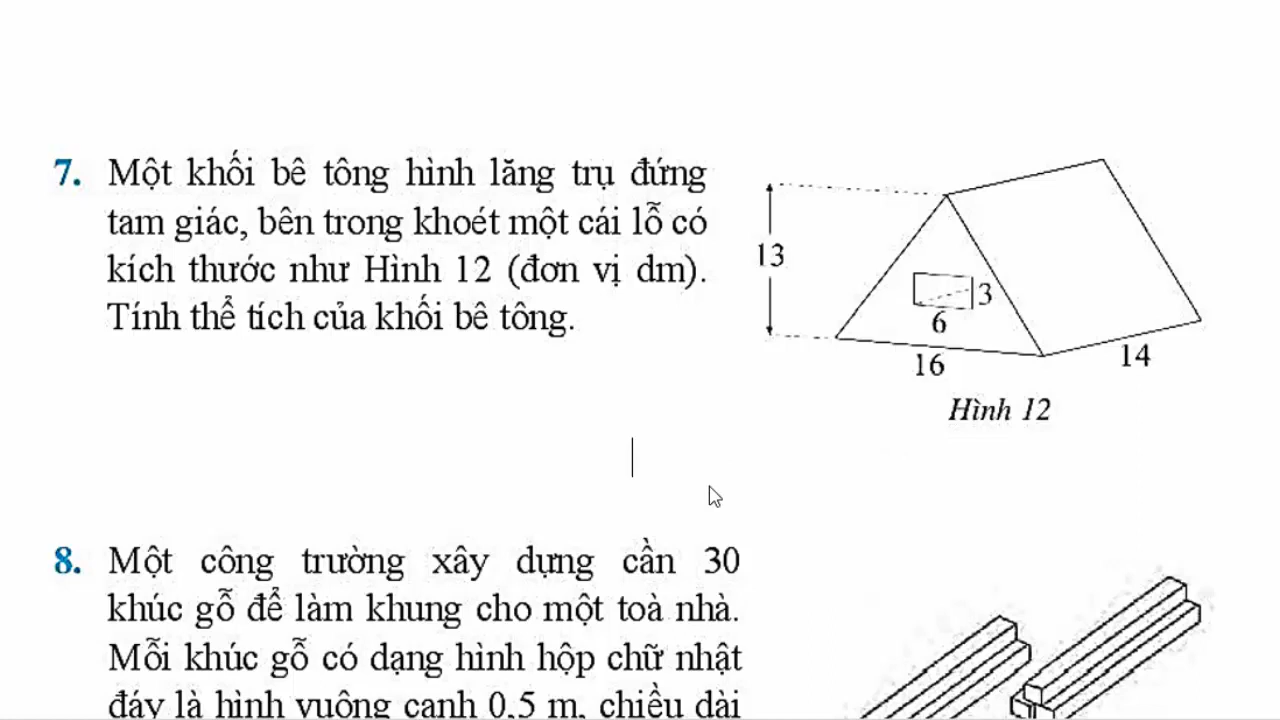 7. Một khối bê tông hình lăng trụ đứng
tam giác, bên trong khoét một cái lỗ có
kích thước như Hình 12 (đơn vị dm).
Tính thể tích của khối bê tông.
13
3
6
16
14
Hình 12
8. Một công trường xây dựng cần 30
khúc gỗ để làm khung cho một toà nhà.
Mỗi khúc gỗ có dạng hình hộp chữ nhật
đáy là hình vuông cạnh 0,5 m, chiều dài